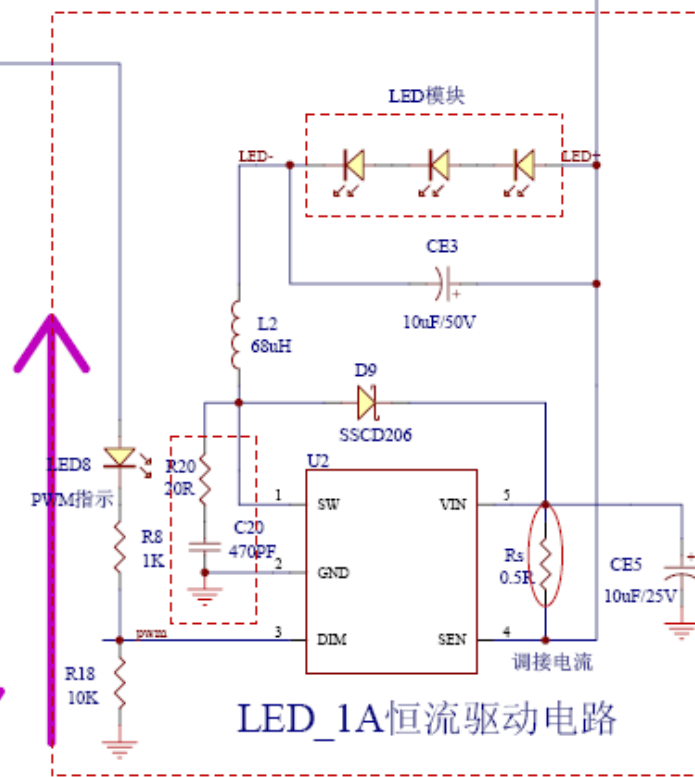 LED模块
LED-
LED+
CE3
10uF/50V
L2
68uH
D9
SSCD206
U2
LED8
PWM指示
R20
20R
1
SW
VIN
5
R8
1K
C20
470PF
2
GND
Rs
0.5R
CE5
10uF/25V
pwm
3
DIM
SEN
4
R18
10K
调接电流
LED_1A恒流驱动电路